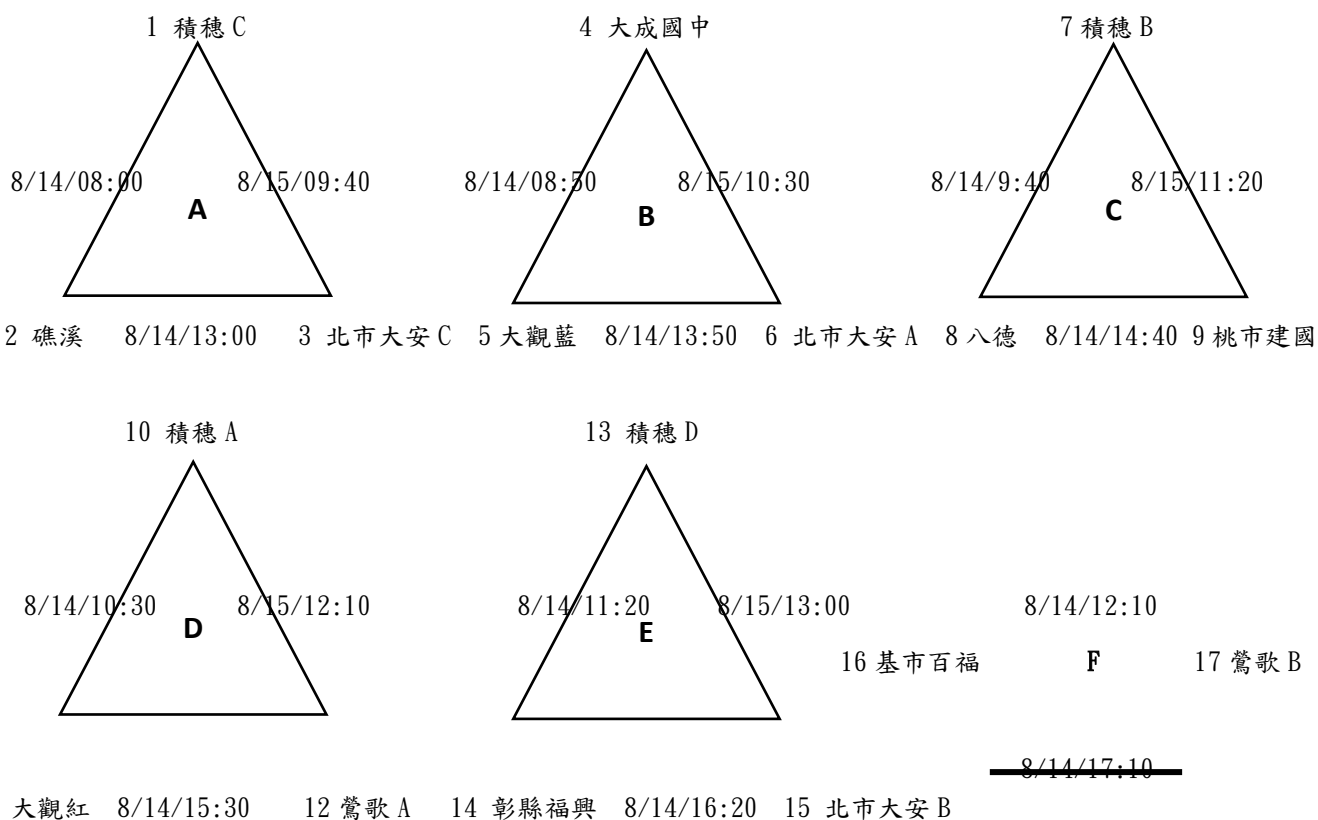 1 積穗 C 4 大成國中 7 積穗 B
8/14/08:00 8/15/09:40 8/14/08:50 8/15/10:30 8/14/9:40 8/15/11:20
A B C
2 礁溪 8/14/13:00 3 北市大安 C 5 大觀藍 8/14/13:50 6 北市大安 A 8 八德 8/14/14:40 9 桃市建國
10 積穗 A 13 積穗 D
8/14/10:30 8/15/12:10 8/14/11:20 8/15/13:00 8/14/12:10
D E
16 基市百福 F 17 鶯歌 B
8/14/17:10
大觀紅 8/14/15:30 12 鶯歌 A 14 彰縣福興 8/14/16:20 15 北市大安 B